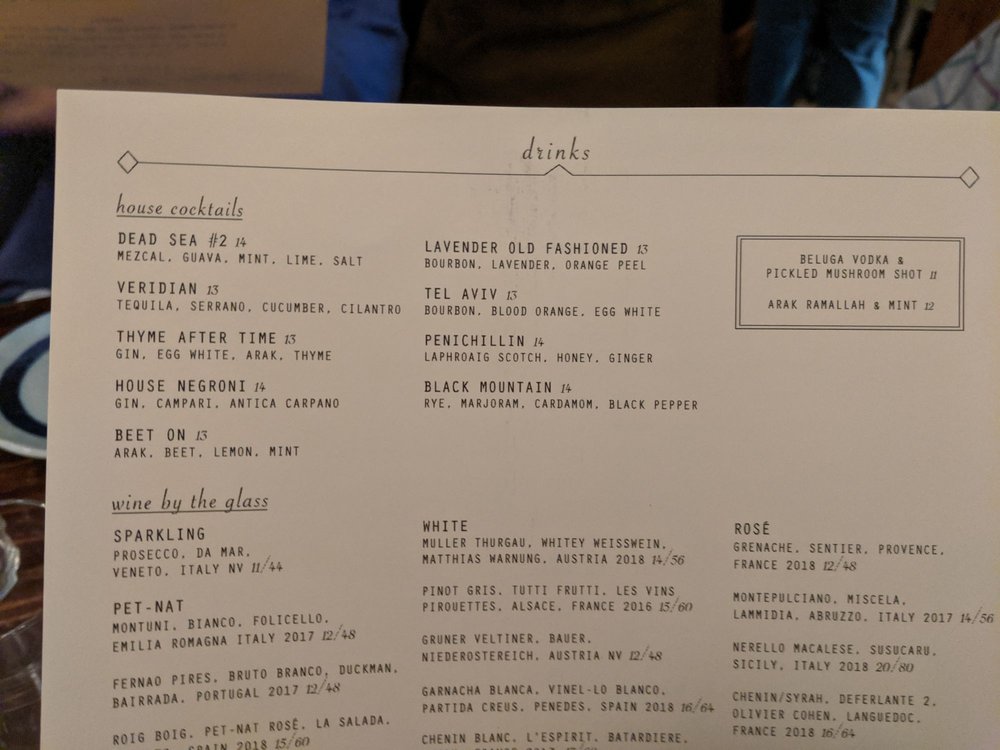 drinks
house cocktails
DEAD SEA #2 14
MEZCAL, GUAVA, MINT, LIME, SALT
VERIDIAN 13
TEQUILA, SERRANO, CUCUMBER, CILANTRO
THYME AFTER TIME 13
GIN, EGG WHITE, ARAK, THYME
HOUSE NEGRONI 14
GIN, CAMPARI, ANTICA CARPANO
BEET ON 13
ARAK, BEET, LEMON, MINT
LAVENDER OLD FASHIONED 13
BOURBON, LAVENDER, ORANGE PEEL
TEL AVIV 13
BOURBON, BLOOD ORANGE, EGG WHITE
PENICHILLIN 14
LAPHROAIG SCOTCH, HONEY, GINGER
BLACK MOUNTAIN 14
RYE, MARJORAM, CARDAMOM, BLACK PEPPER
BELUGA VODKA &
PICKLED MUSHROOM SHOT 11
ARAK RAMALLAH & MINT 12
wine by the glass
SPARKLING
PROSECCO, DA MAR,
VENETO, ITALY NV 11/44
PET-NAT
MONTUNI, BIANCO, FOLICELLO,
EMILIA ROMAGNA ITALY 2017 12/48
FERNAO PIRES, BRUTO BRANCO, DUCKMAN,
BAIRRADA, PORTUGAL 2017 12/48
ROIG BOIG, PET-NAT ROSÉ, LA SALADA,
SPAIN 2018 15/60
WHITE
MULLER THURGAU, WHITEY WEISSWEIN,
MATTHIAS WARNUNG, AUSTRIA 2018 14/56
PINOT GRIS, TUTTI FRUTTI, LES VINS
PIROUETTES, ALSACE, FRANCE 2016 15/60
GRUNER VELTINER, BAUER,
NIEDEROSTEREICH, AUSTRIA NV 12/48
GARNACHA BLANCA, VINEL-LO BLANCO,
PARTIDA CREUS, PENEDES, SPAIN 2018 16/64
CHENIN BLANC, L'ESPIRIT, BATARDIERE,
ROSÉ
GRENACHE, SENTIER, PROVENCE,
FRANCE 2018 12/48
MONTEPULCIANO, MISCELA,
LAMMIDIA, ABRUZZO, ITALY 2017 14/56
NERELLO MACALESE, SUSUCARU,
SICILY, ITALY 2018 20/80
CHENIN/SYRAH, DEFERLANTE 2,
OLIVIER COHEN, LANGUEDOC,
FRANCE 2018 16/64